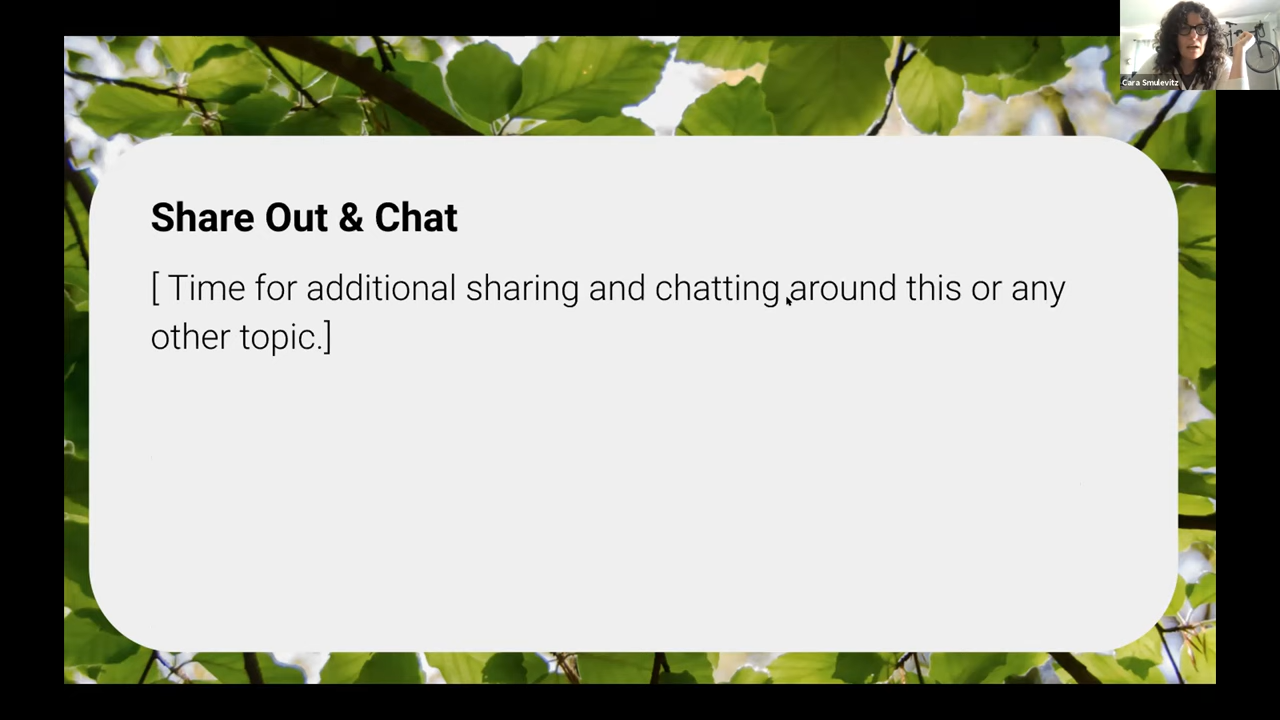 Cara Smulevitz
Share Out & Chat
[ Time for additional sharing and chatting around this or any
other topic.]